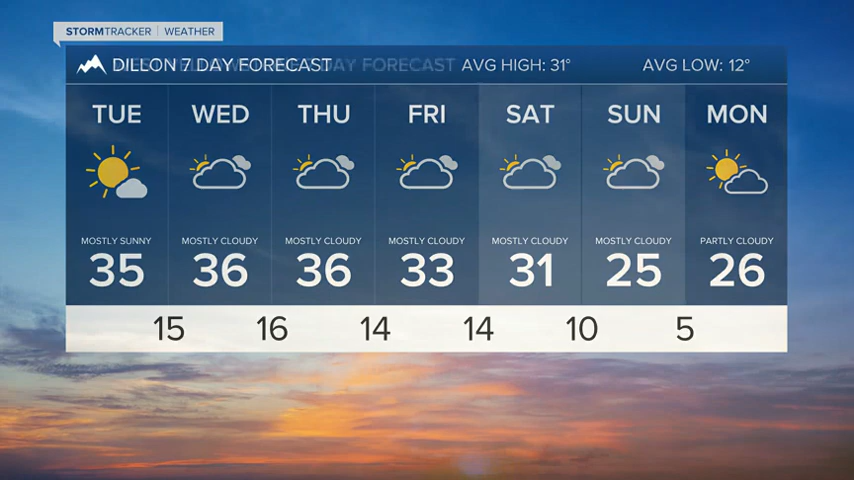 STORMTRACKER | WEATHER
DILLON 7 DAY FORECAST AVG HIGH: 31° AVG LOW: 12°
TUE WED THU FRI SAT SUN MON
MOSTLY SUNNY MOSTLY CLOUDY MOSTLY CLOUDY MOSTLY CLOUDY MOSTLY CLOUDY MOSTLY CLOUDY PARTLY CLOUDY
35 36 36 33 31 25 26
15 16 14 14 10 5